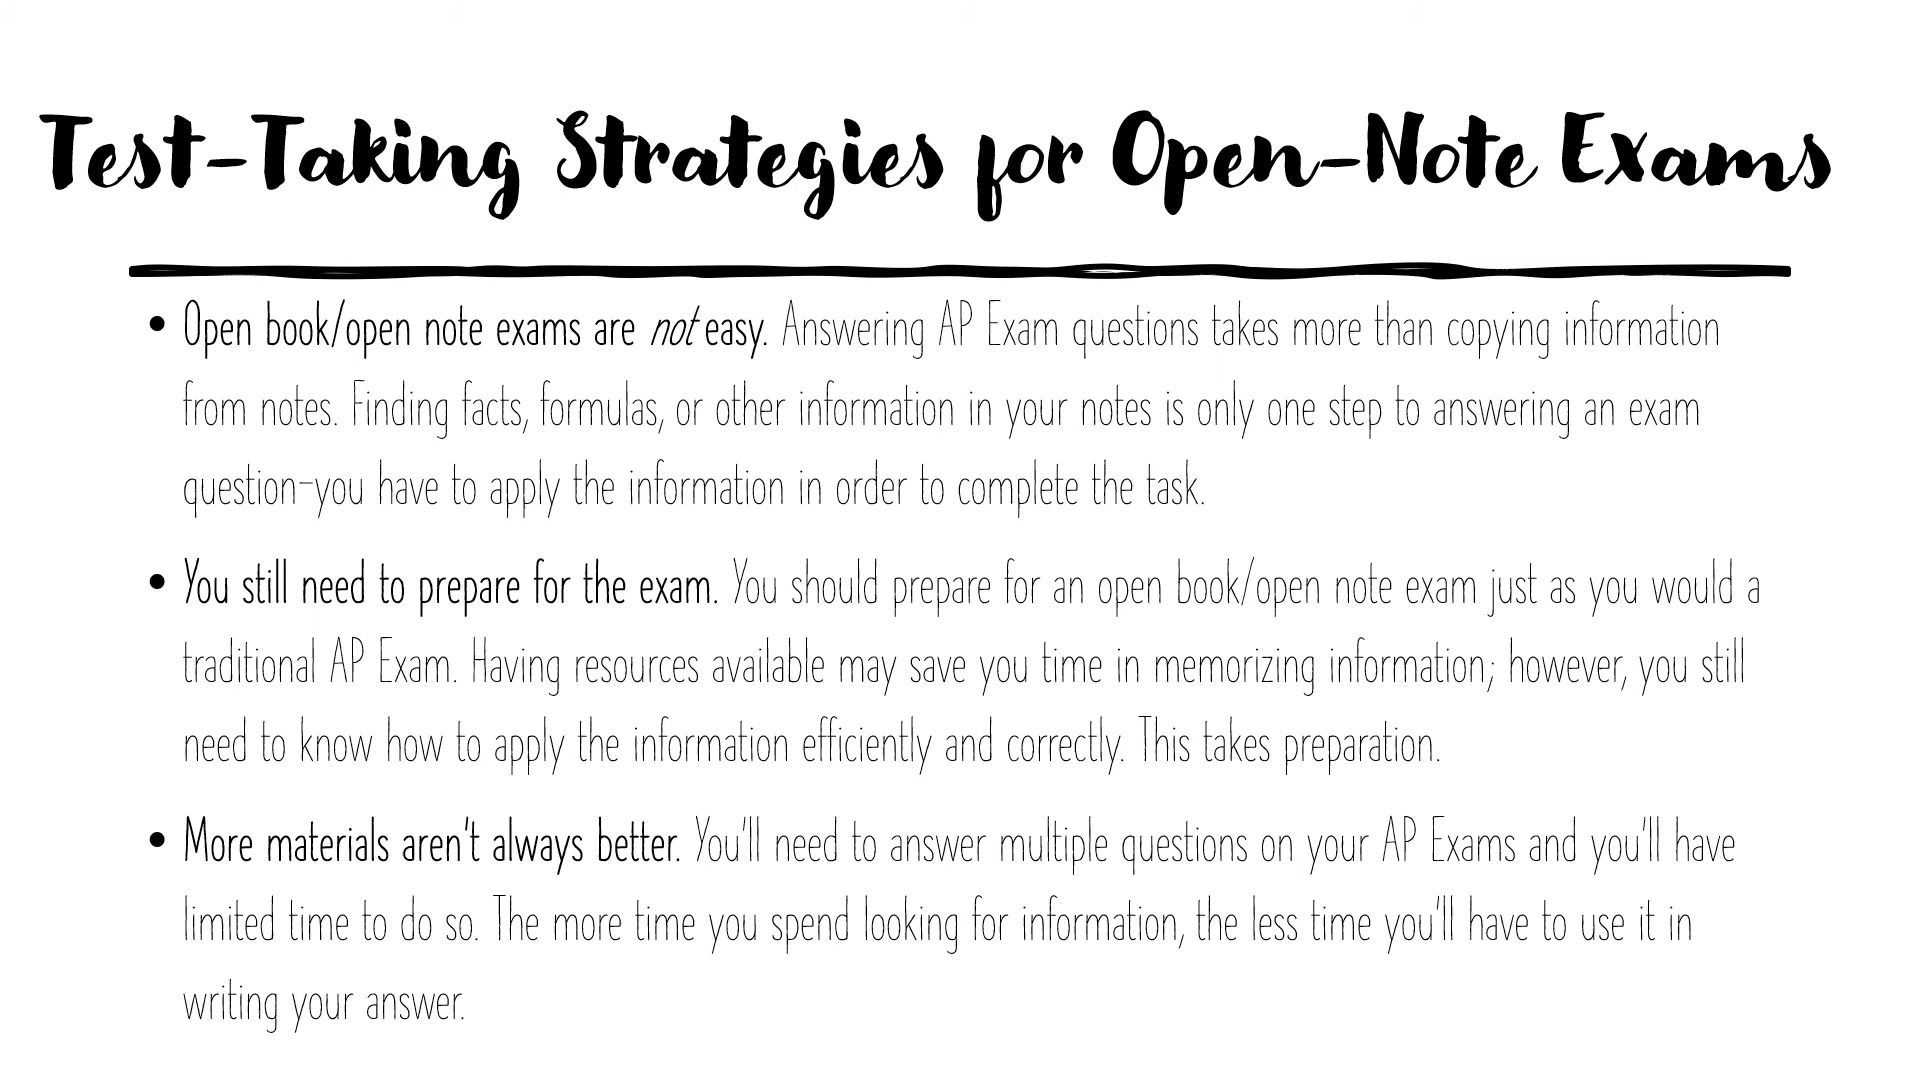 Test-Taking Strategies for Open-Note Exams
• Open book/open note exams are not easy. Answering AP Exam questions takes more than copying information
from notes. Finding facts, formulas, or other information in your notes is only one step to answering an exam
question-you have to apply the information in order to complete the task.
• You still need to prepare for the exam. You should prepare for an open book/open note exam just as you would a
traditional AP Exam. Having resources available may save you time in memorizing information; however, you still
need to know how to apply the information efficiently and correctly. This takes preparation.
• More materials aren't always better. You'll need to answer multiple questions on your AP Exams and you'll have
limited time to do so. The more time you spend looking for information, the less time you'll have to use it in
writing your answer.